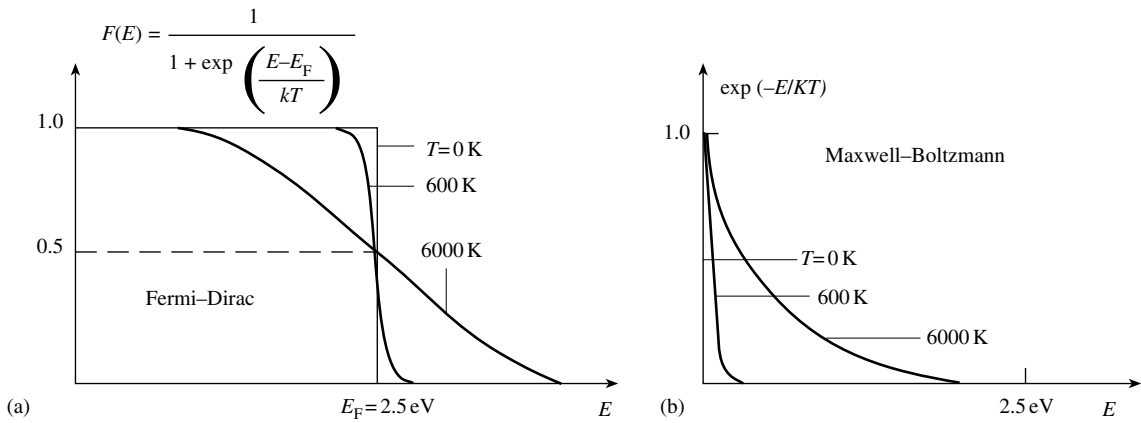 F(E) = 1 / 1 + exp (E–E_F / kT)
1.0
T=0 K
600 K
0.5
6000 K
Fermi–Dirac
E_F=2.5 eV
E
(a)
exp (–E/KT)
1.0
Maxwell–Boltzmann
T=0 K
600 K
6000 K
2.5 eV
E
(b)